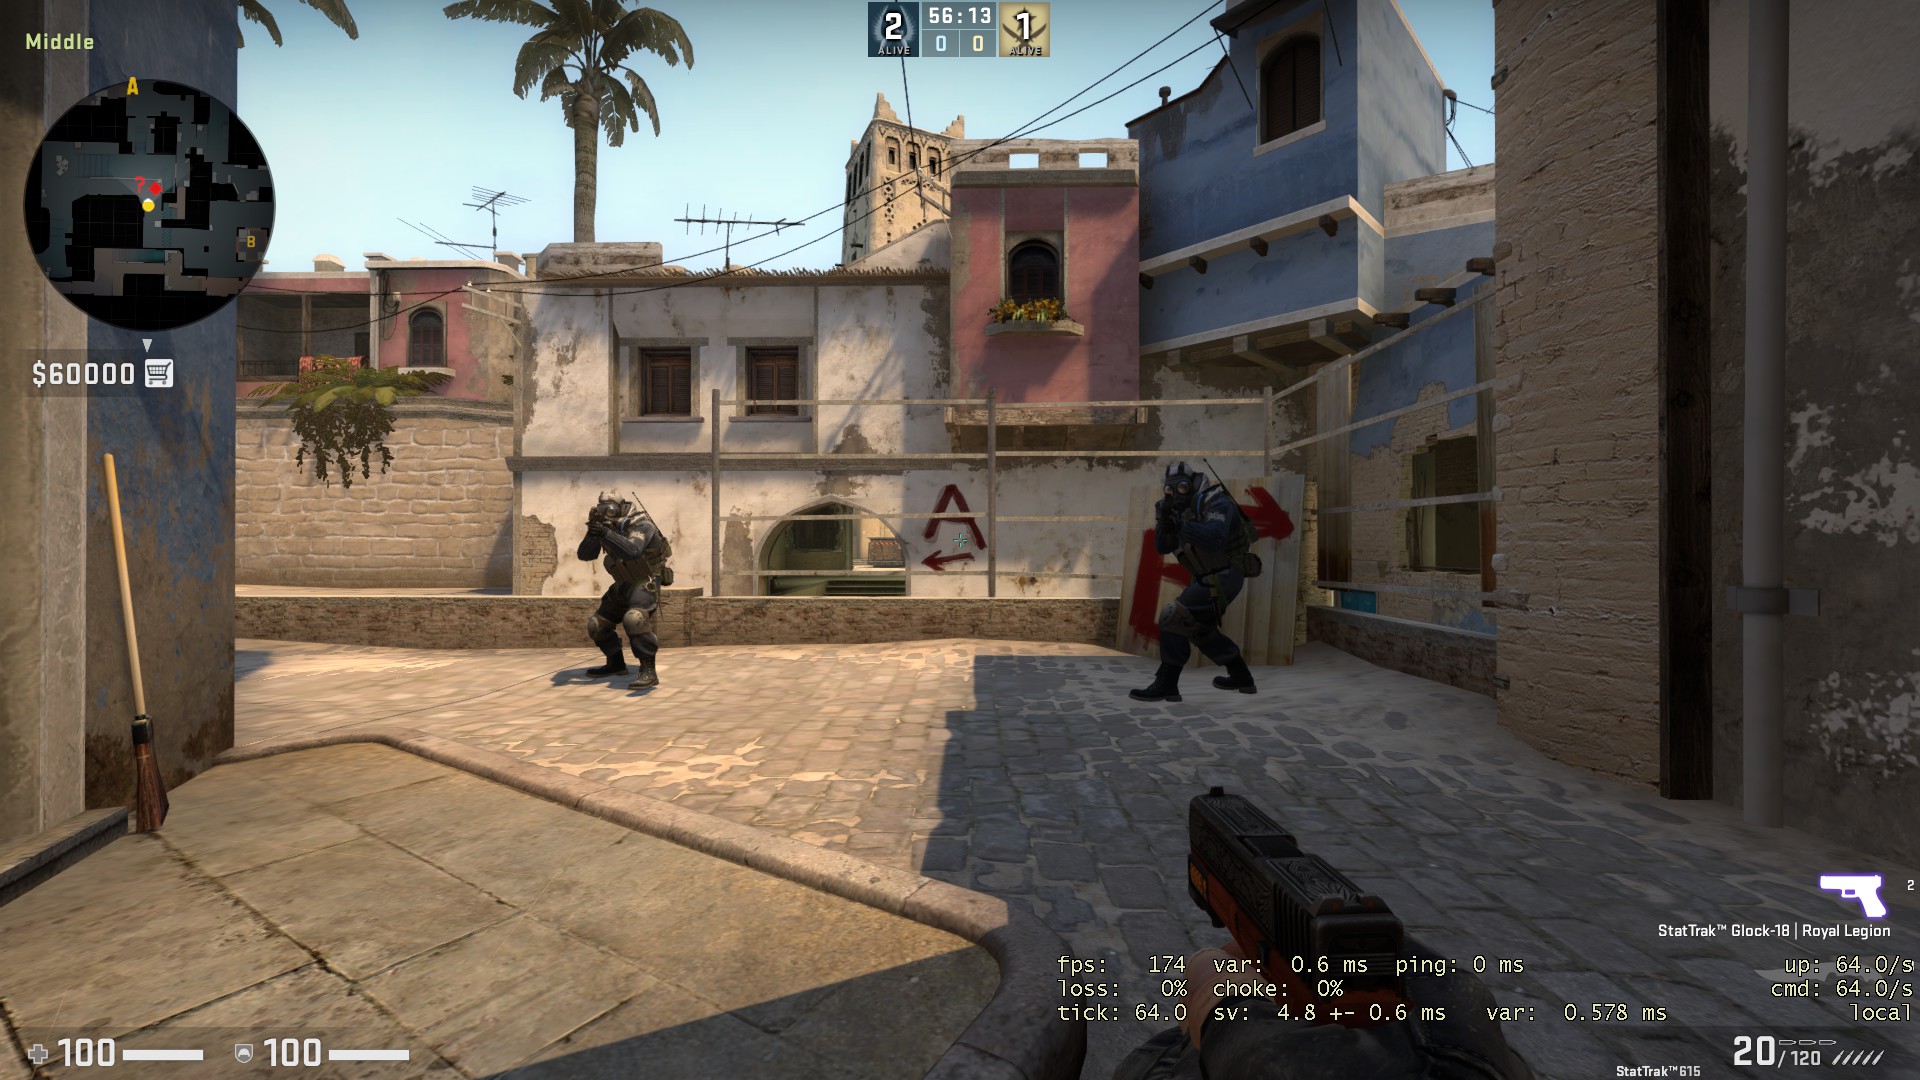 Middle
2
ALIVE
56:13
0 0
1
ALIVE
A
?
B
$60000
A
A
2
StatTrak™ Glock-18 | Royal Legion
fps: 174 var: 0.6 ms ping: 0 ms
up: 64.0/s
loss: 0% choke: 0%
cmd: 64.0/s
tick: 64.0 sv: 4.8 +- 0.6 ms var: 0.578 ms
local
100
100
20/120
StatTrak™615